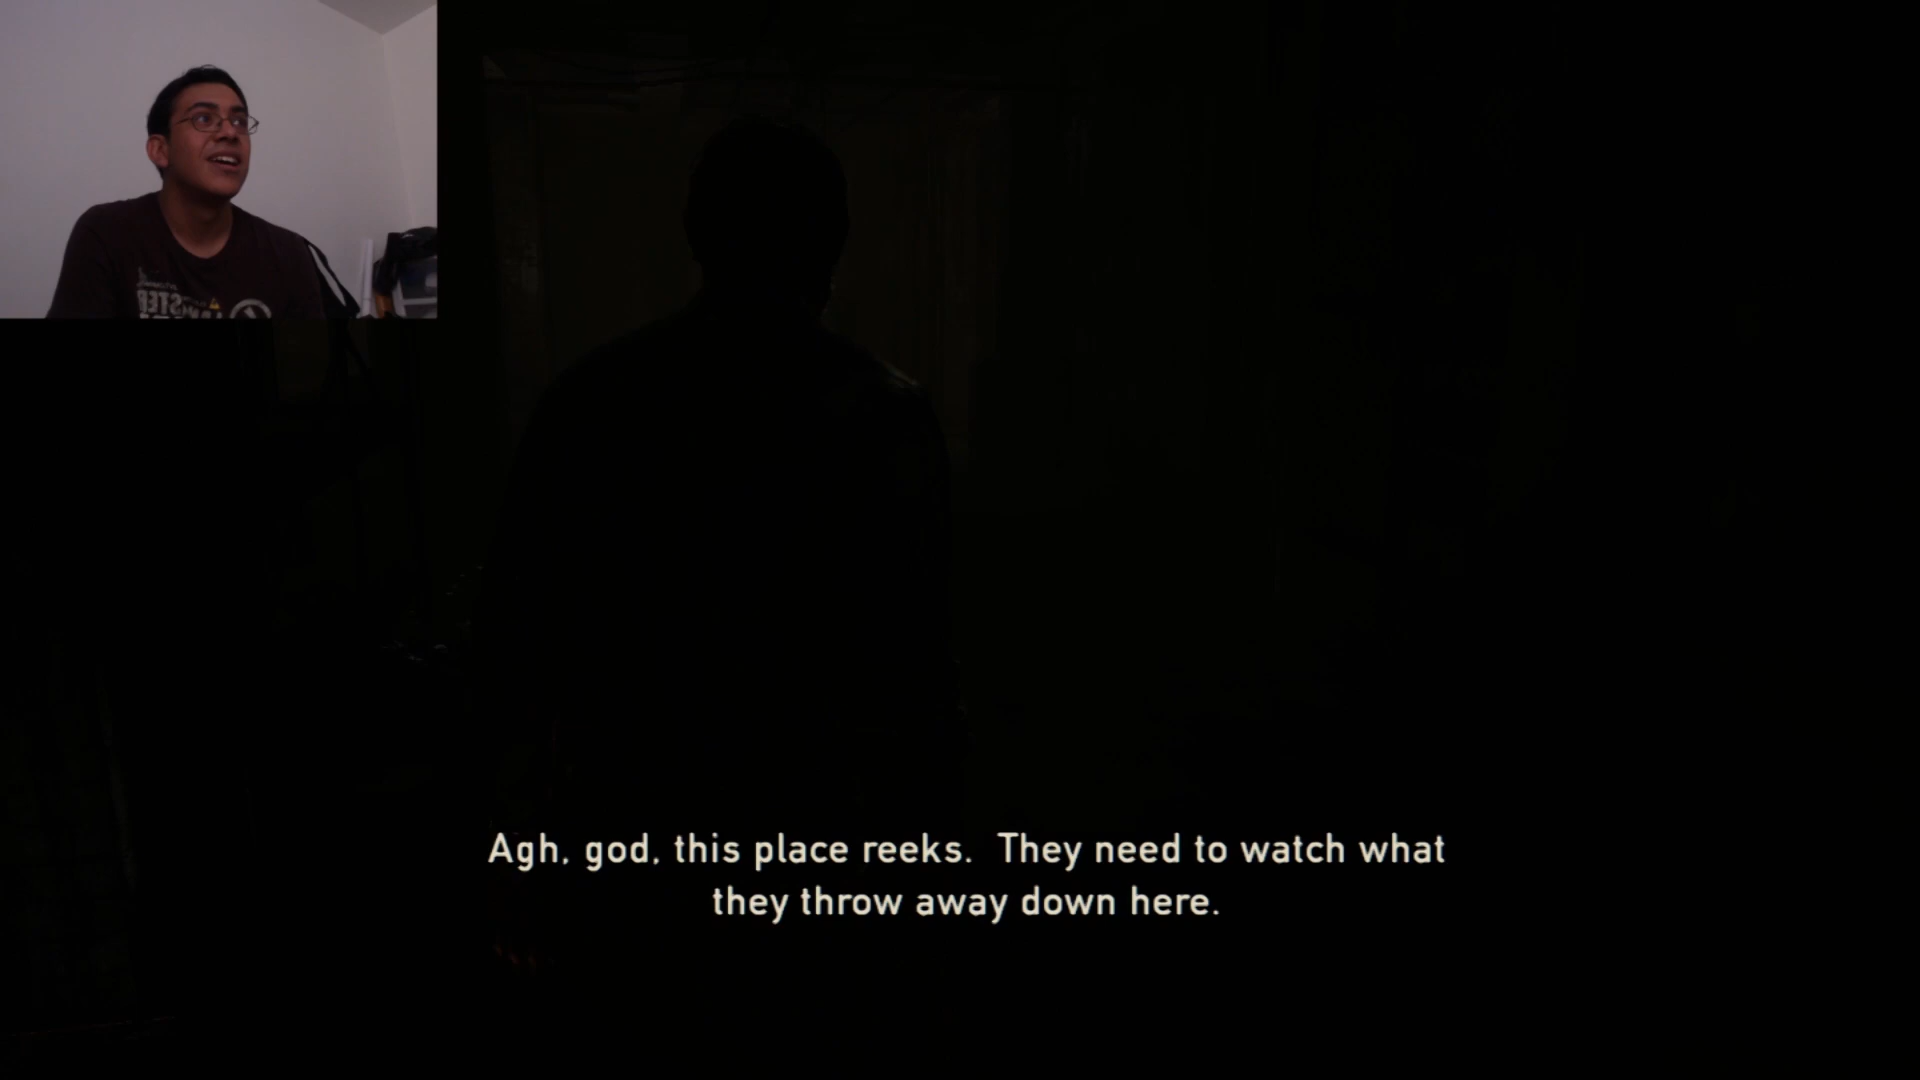 Agh, god, this place reeks.  They need to watch what
they throw away down here.